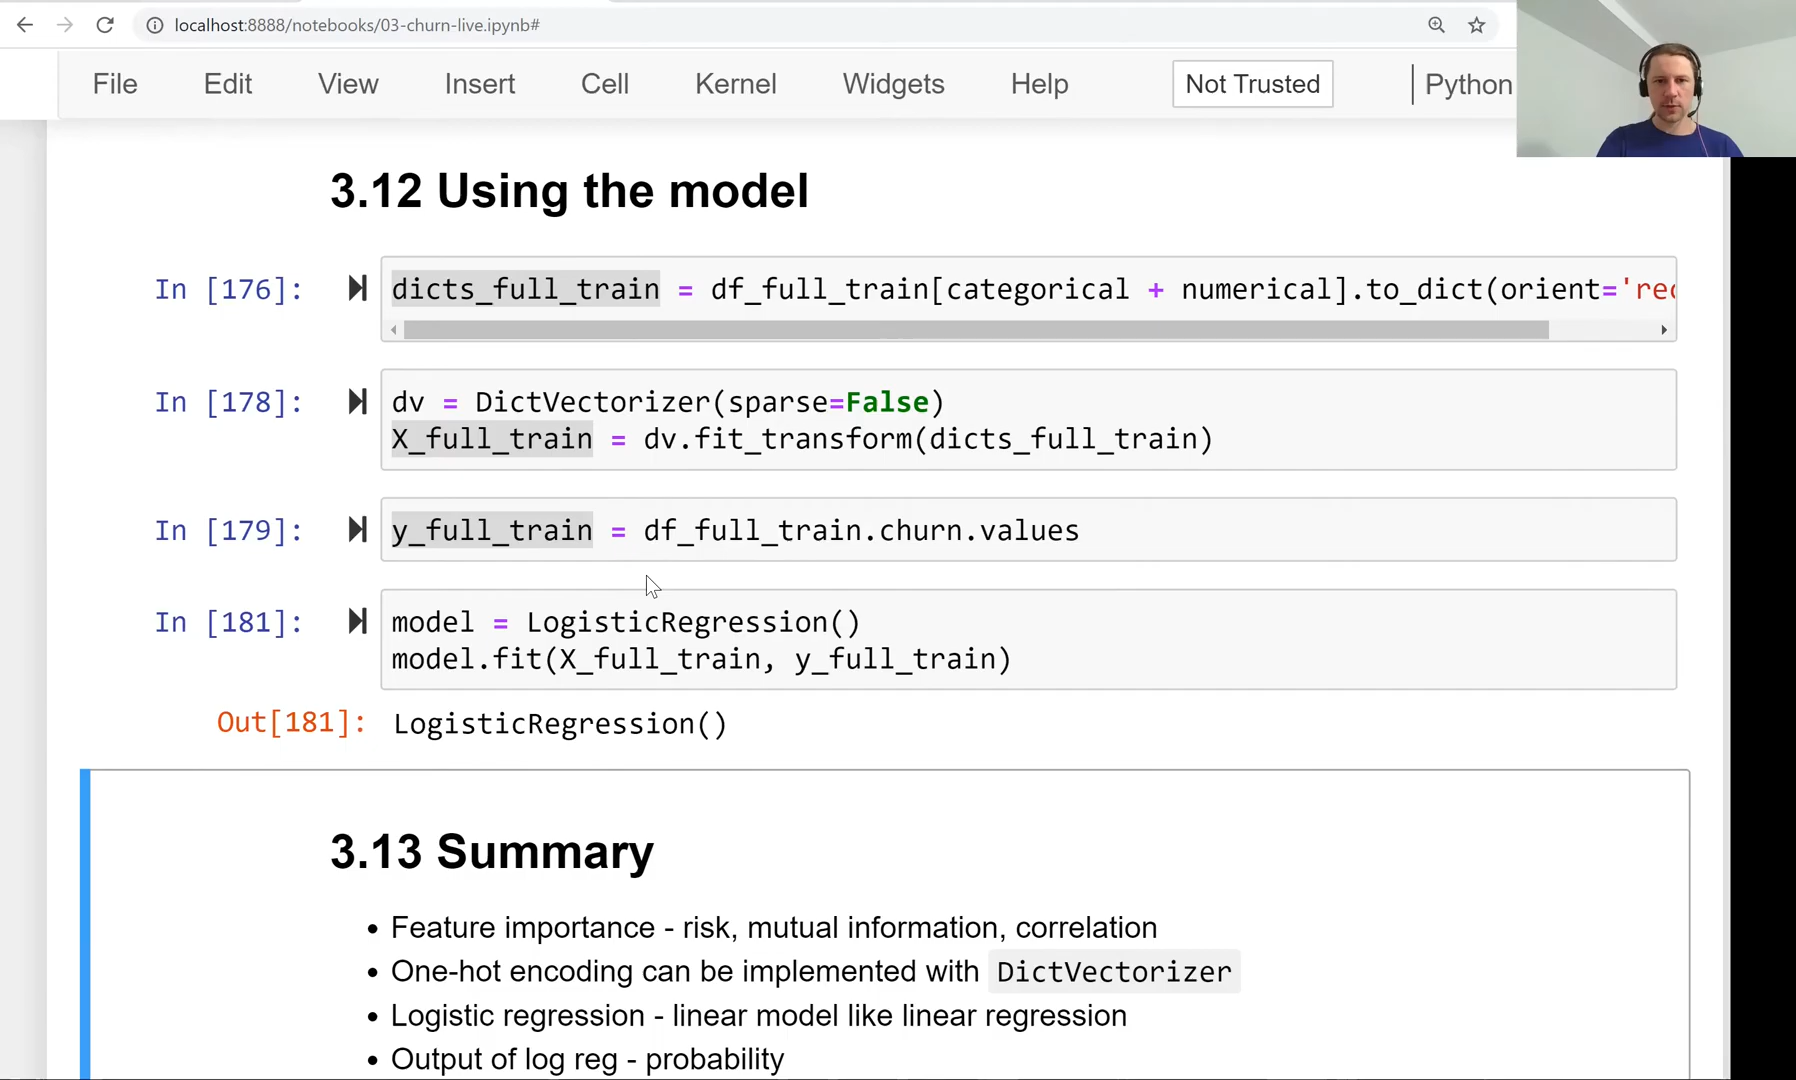 localhost:8888/notebooks/03-churn-live.ipynb#
File Edit View Insert Cell Kernel Widgets Help Not Trusted Python
3.12 Using the model
In [176]: dicts_full_train = df_full_train[categorical + numerical].to_dict(orient='rec
In [178]: dv = DictVectorizer(sparse=False)
X_full_train = dv.fit_transform(dicts_full_train)
In [179]: y_full_train = df_full_train.churn.values
In [181]: model = LogisticRegression()
model.fit(X_full_train, y_full_train)
Out[181]: LogisticRegression()
3.13 Summary
• Feature importance - risk, mutual information, correlation
• One-hot encoding can be implemented with DictVectorizer
• Logistic regression - linear model like linear regression
• Output of log reg - probability